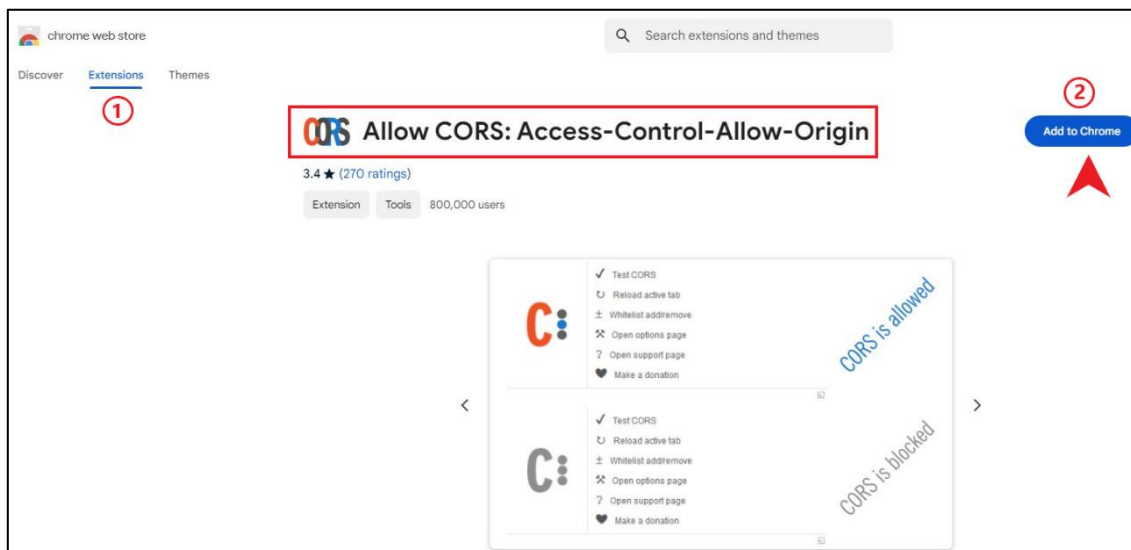 chrome web store
Search extensions and themes
Discover Extensions Themes
1
2
CORS Allow CORS: Access-Control-Allow-Origin
Add to Chrome
3.4 ★ (270 ratings)
Extension Tools 800,000 users
C
✓ Test CORS
↻ Reload active tab
± Whitelist add/remove
Open options page
? Open support page
♥ Make a donation
CORS is allowed
C
✓ Test CORS
↻ Reload active tab
± Whitelist add/remove
Open options page
? Open support page
♥ Make a donation
CORS is blocked